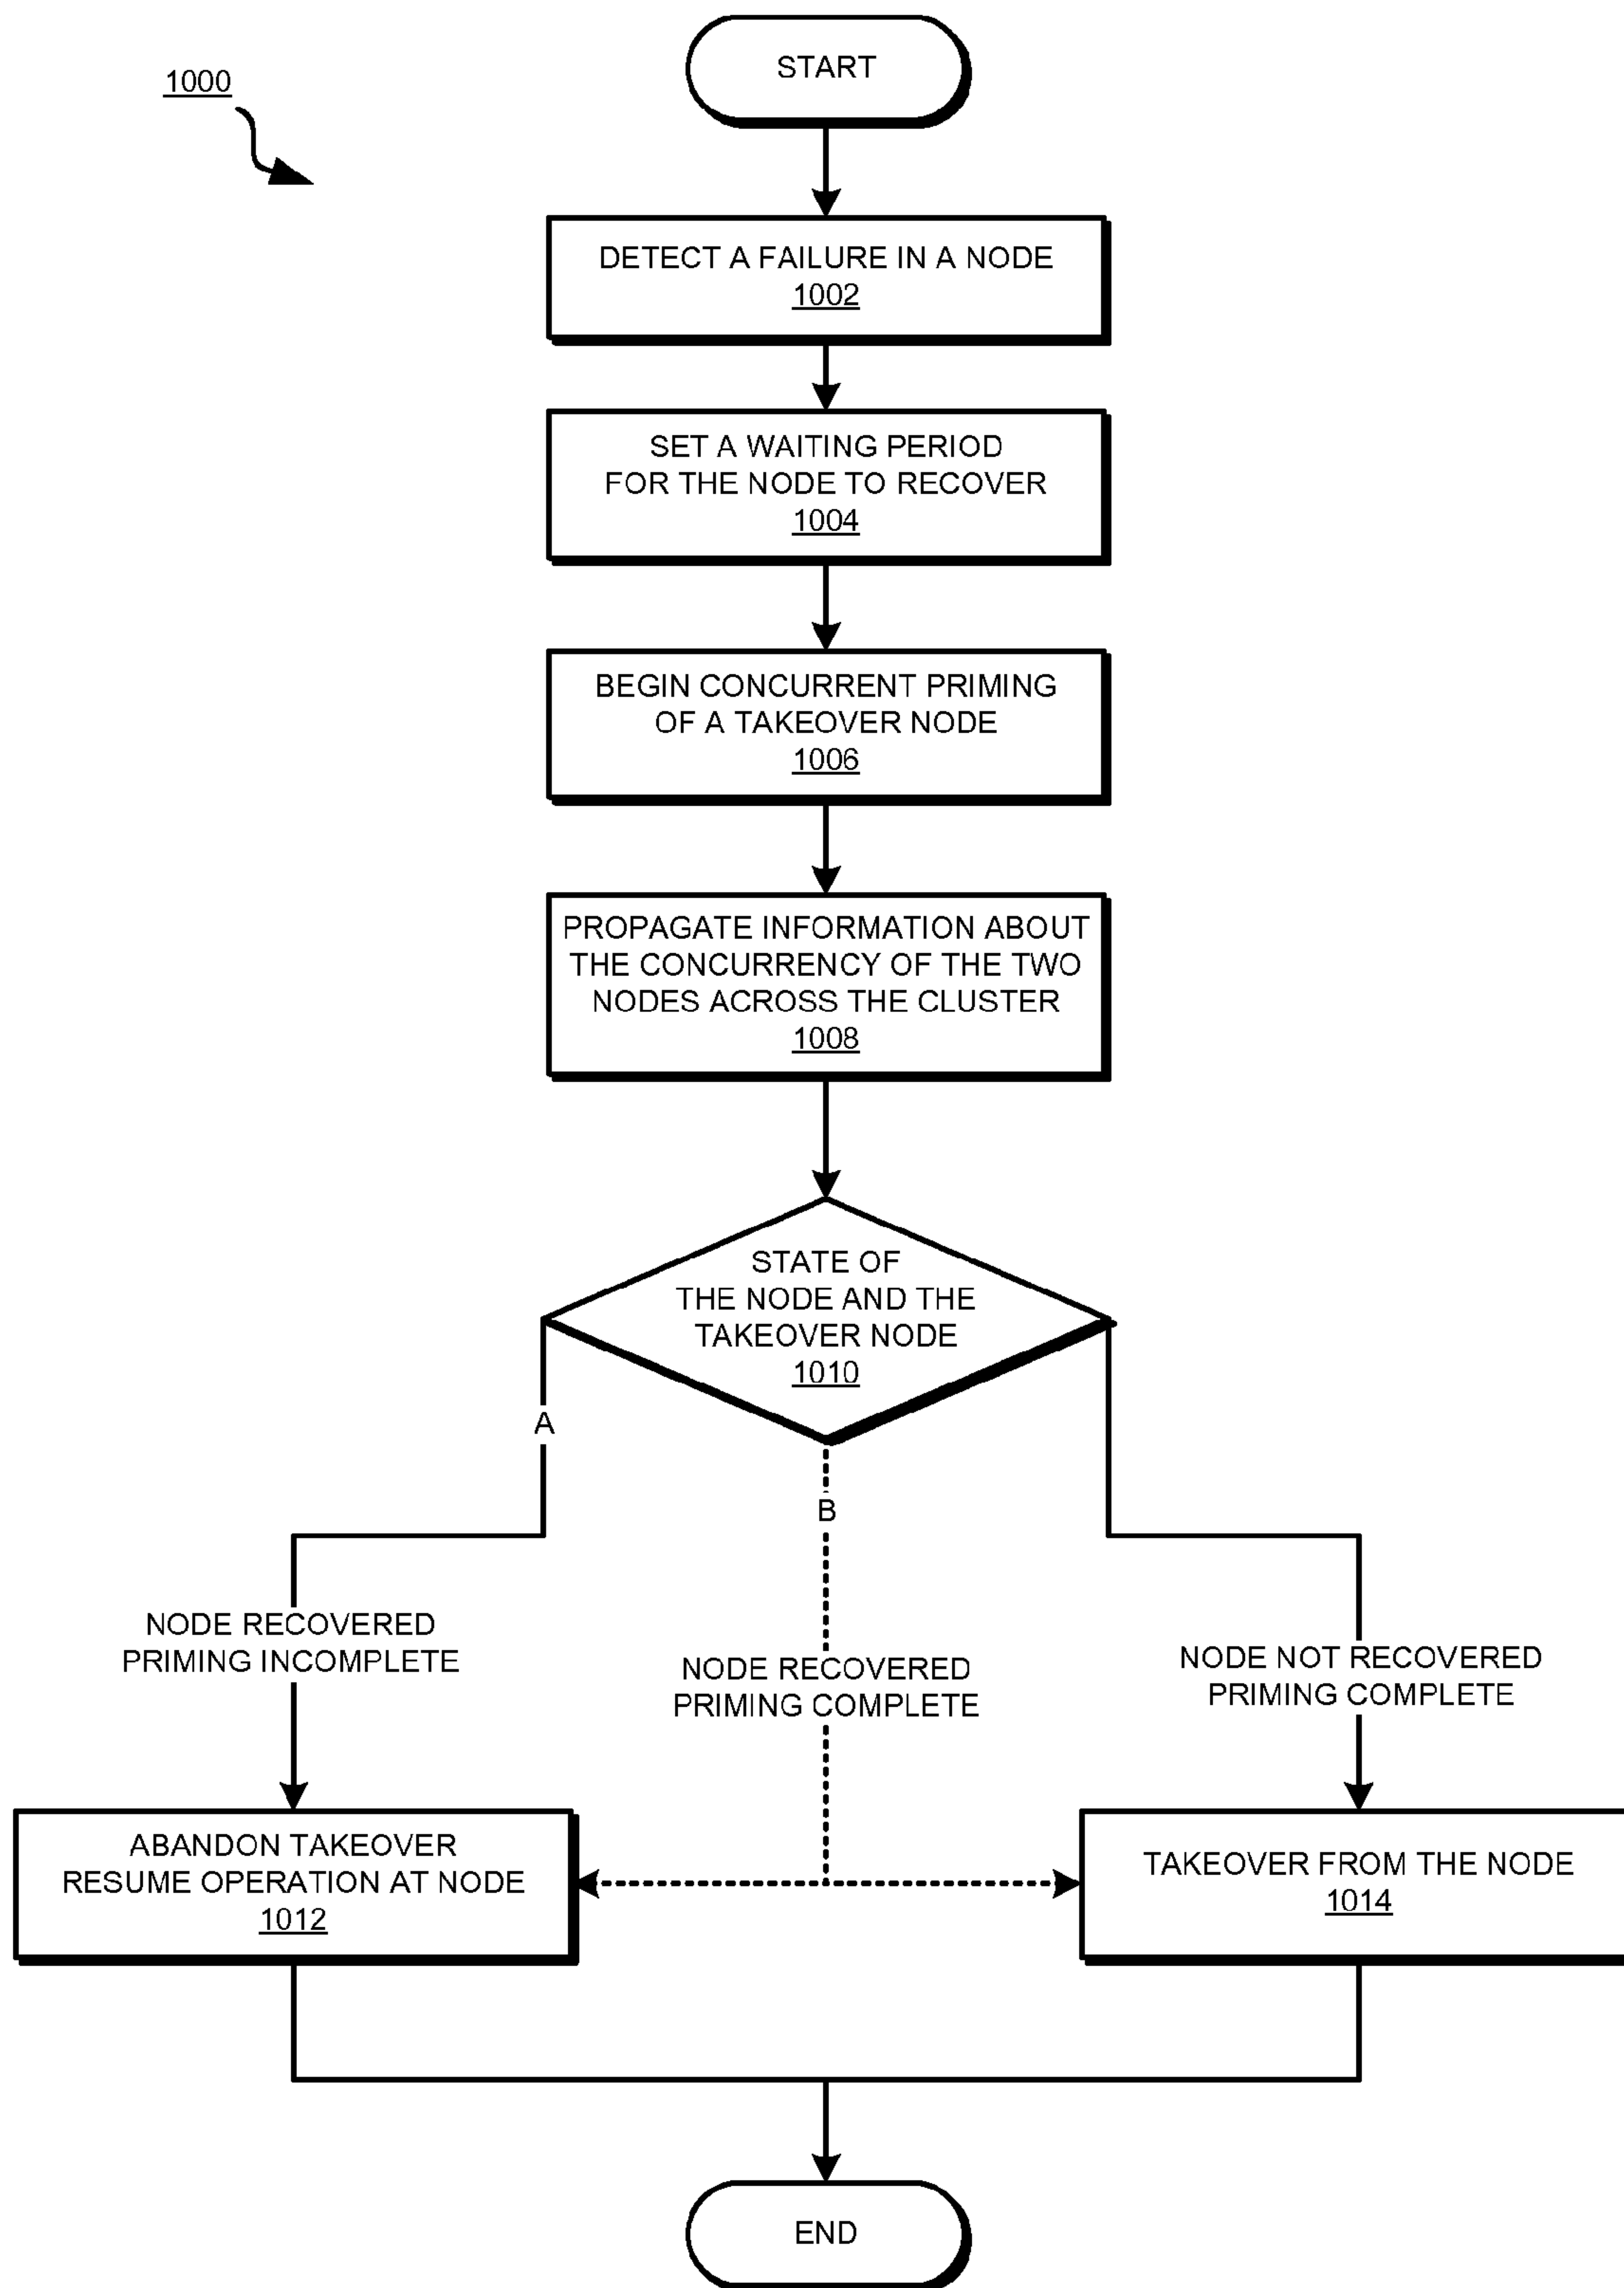 1000
START
DETECT A FAILURE IN A NODE
1002
SET A WAITING PERIOD
FOR THE NODE TO RECOVER
1004
BEGIN CONCURRENT PRIMING
OF A TAKEOVER NODE
1006
PROPAGATE INFORMATION ABOUT
THE CONCURRENCY OF THE TWO
NODES ACROSS THE CLUSTER
1008
STATE OF
THE NODE AND THE
TAKEOVER NODE
1010
A
B
NODE RECOVERED
PRIMING INCOMPLETE
NODE RECOVERED
PRIMING COMPLETE
NODE NOT RECOVERED
PRIMING COMPLETE
ABANDON TAKEOVER
RESUME OPERATION AT NODE
1012
TAKEOVER FROM THE NODE
1014
END